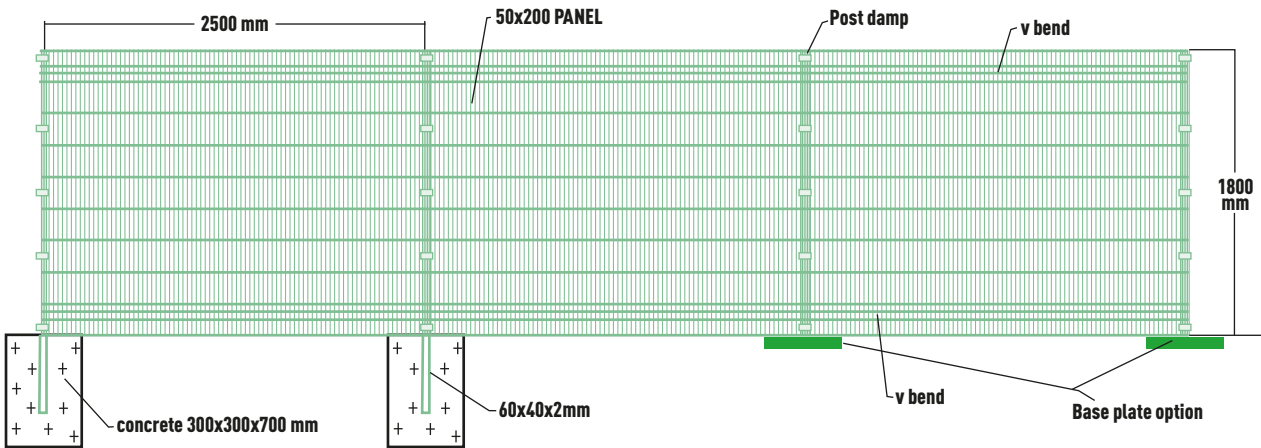 2500 mm
50x200 PANEL
Post damp
v bend
1800
mm
concrete 300x300x700 mm
60x40x2mm
v bend
Base plate option